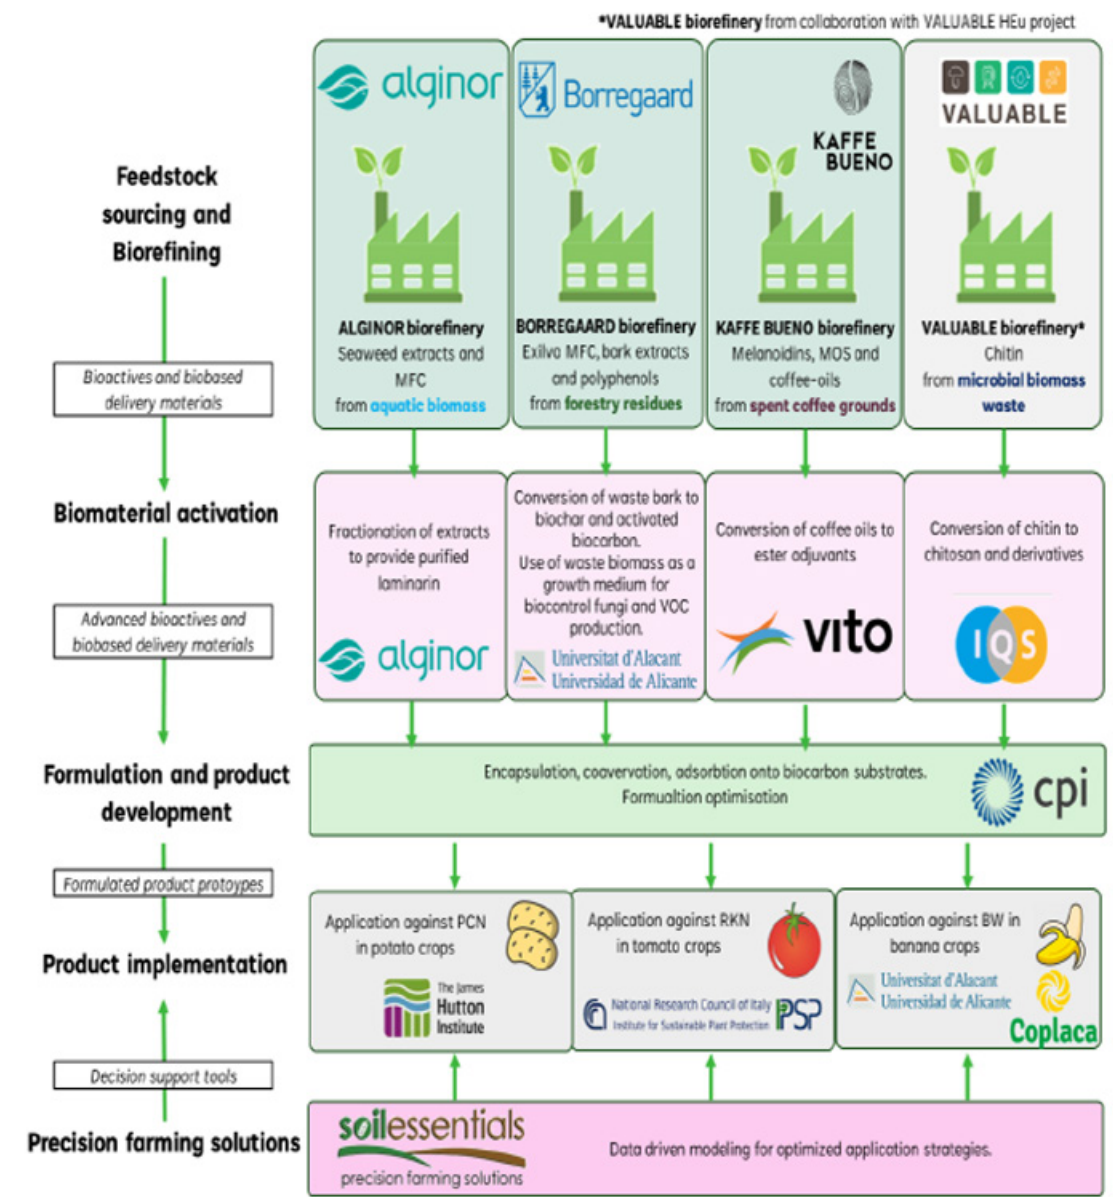 *VALUABLE biorefinery from collaboration with VALUABLE HEu project
Feedstock
sourcing and
Biorefining
alginor
ALGINOR biorefinery
Seaweed extracts and
MFC
from aquatic biomass
Borregaard
BORREGAARD biorefinery
Exilva MFC, bark extracts
and polyphenols
from forestry residues
KAFFE
BUENO
KAFFE BUENO biorefinery
Melanoidins, MOS and
coffee-oils
from spent coffee grounds
VALUABLE
VALUABLE biorefinery*
Chitin
from microbial biomass
waste
Bioactives and biobased
delivery materials
Biomaterial activation
Fractionation of extracts
to provide purified
laminarin
alginor
Conversion of waste bark to
biochar and activated
biocarbon.
Use of waste biomass as a
growth medium for
biocontrol fungi and VOC
production.
Universitat d'Alacant
Universidad de Alicante
Conversion of coffee oils to
ester adjuvants
vito
Conversion of chitin to
chitosan and derivatives
IQS
Advanced bioactives and
biobased delivery materials
Formulation and product
development
Encapsulation, coavervation, adsorbtion onto biocarbon substrates.
Formualtion optimisation
cpi
Formulated product protoypes
Product implementation
Application against PCN
in potato crops
The James
Hutton
Institute
Application against RKN
in tomato crops
National Research Council of Italy
Institute for Sustainable Plant Protection
IPSP
Application against BW in
banana crops
Universitat d'Alacant
Universidad de Alicante
Coplaca
Decision support tools
Precision farming solutions
soilessentials
precision farming solutions
Data driven modeling for optimized application strategies.